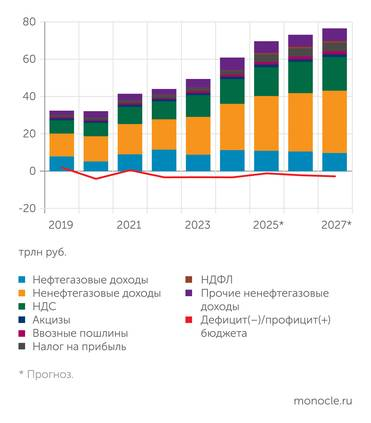 80
60
40
20
0
-20
2019
2021
2023
2025*
2027*
трлн руб.
Нефтегазовые доходы
Ненефтегазовые доходы
НДС
Акцизы
Ввозные пошлины
Налог на прибыль
НДФЛ
Прочие ненефтегазовые
доходы
Дефицит(−)/профицит(+)
бюджета
* Прогноз.
monocle.ru